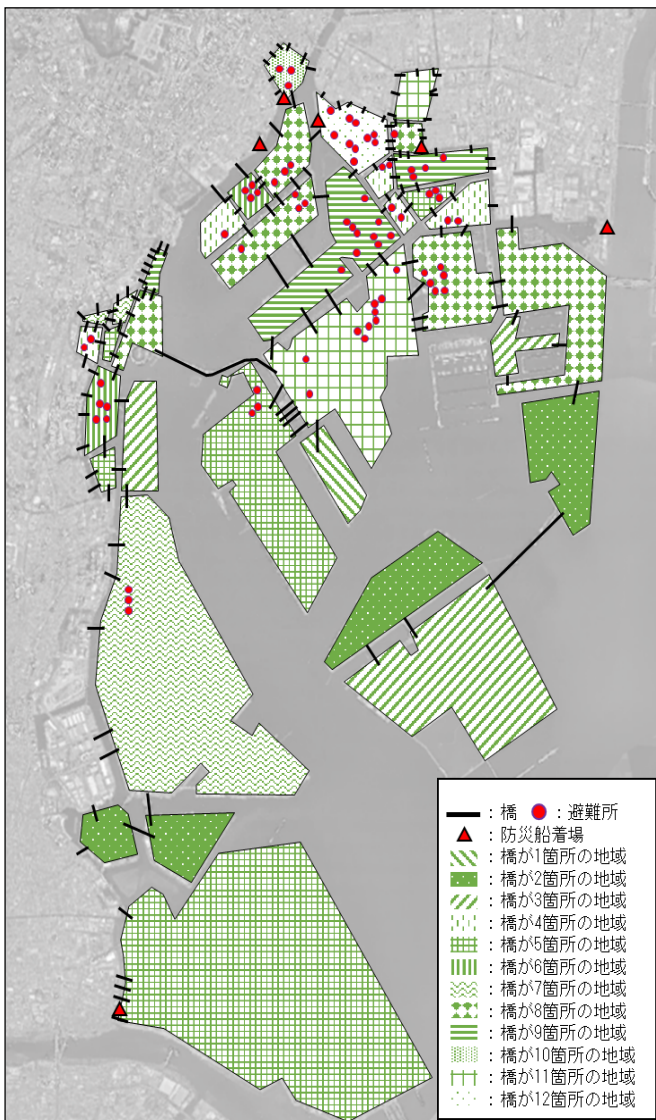 ：橋 ：避難所
：防災船着場
：橋が1箇所の地域
：橋が2箇所の地域
：橋が3箇所の地域
：橋が4箇所の地域
：橋が5箇所の地域
：橋が6箇所の地域
：橋が7箇所の地域
：橋が8箇所の地域
：橋が9箇所の地域
：橋が10箇所の地域
：橋が11箇所の地域
：橋が12箇所の地域